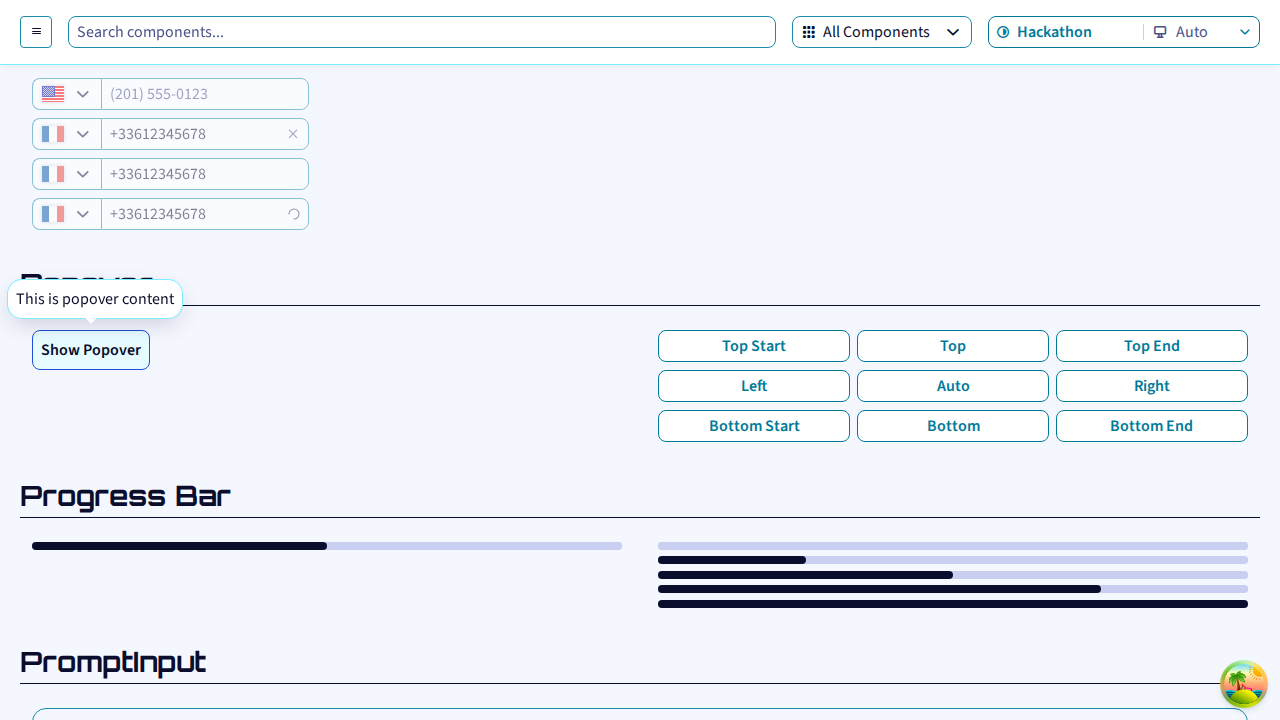 Search components...
All Components
Hackathon
Auto
(201) 555-0123
+33612345678
+33612345678
+33612345678
Popover
This is popover content
Show Popover
Top Start
Top
Top End
Left
Auto
Right
Bottom Start
Bottom
Bottom End
Progress Bar
PromptInput